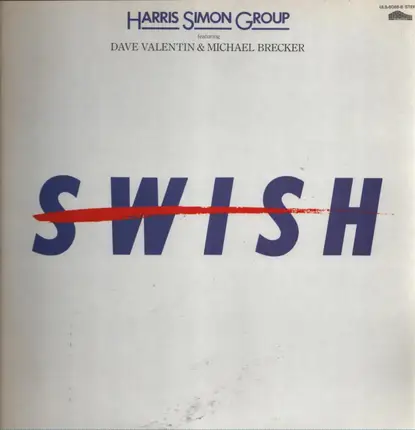 HARRIS SIMON GROUP
featuring
DAVE VALENTIN & MICHAEL BRECKER
SWISH